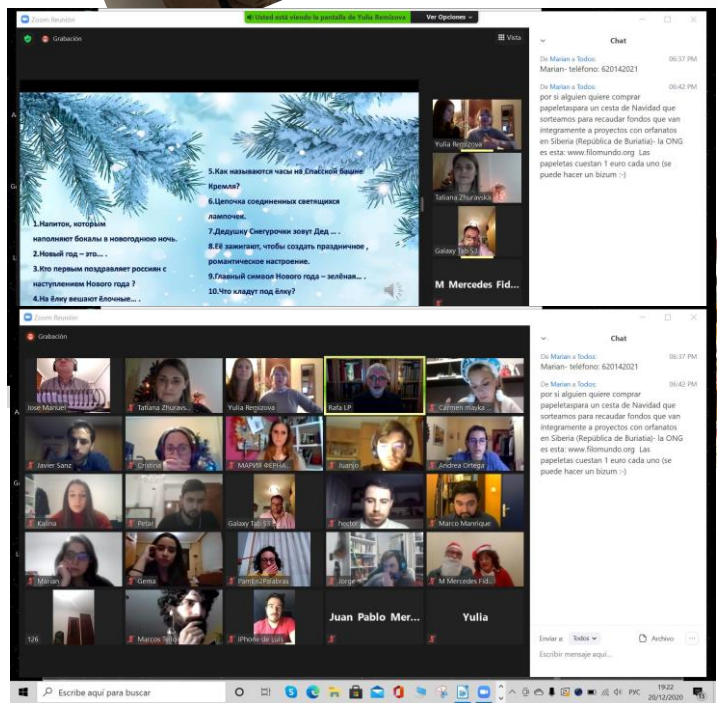 Zoom Reunión
Usted está viendo la pantalla de Yulia Remizova
Ver Opciones
Grabación
Vista
1.Напиток, которым
наполняют бокалы в новогоднюю ночь.
2.Новый год – это... .
3.Кто первым поздравляет россиян с
наступлением Нового года ?
4.На ёлку вешают ёлочные... .
5.Как называются часы на Спасской башне
Кремля?
6.Цепочка соединенных светящихся
лампочек.
7.Дедушку Снегурочки зовут Дед ... .
8.Её зажигают, чтобы создать праздничное ,
романтическое настроение.
9.Главный символ Нового года – зелёная... .
10.Что кладут под ёлку?
Yulia Remizova
Tatiana Zhuravska
Galaxy Tab S3
M Mercedes Fid...
Chat
De Marian a Todos: 06:37 PM
Marian- teléfono: 620142021
De Marian a Todos: 06:42 PM
por si alguien quiere comprar
papeletaspara un cesta de Navidad que
sorteamos para recaudar fondos que van
integramente a proyectos con orfanatos
en Siberia (República de Buriatia)- la ONG
es esta: www.filomundo.org Las
papeletas cuestan 1 euro cada uno (se
puede hacer un bizum :-)
Zoom Reunión
Grabación
Jose Manuel
Tatiana Zhuravs...
Yulia Remizova
Rafa LP
Carmen mayka
Javier Sanz
Cristina
МАРИЯ ФЕРНА...
Juanjo
Andrea Ortega
Kalina
Petar
Galaxy Tab S3
hector
Marco Manrique
Marian
Gema
PamEn2Palabras
Jorge
M Mercedes Fid...
126
Marcos Tello
iPhone de Luis
Juan Pablo Mer...
Yulia
Chat
De Marian a Todos: 06:37 PM
Marian- teléfono: 620142021
De Marian a Todos: 06:42 PM
por si alguien quiere comprar
papeletaspara un cesta de Navidad que
sorteamos para recaudar fondos que van
integramente a proyectos con orfanatos
en Siberia (República de Buriatia)- la ONG
es esta: www.filomundo.org Las
papeletas cuestan 1 euro cada uno (se
puede hacer un bizum :-)
Enviar a: Todos
Archivo
Escribir mensaje aquí...
Escribe aquí para buscar
РУС
19:22
20/12/2020